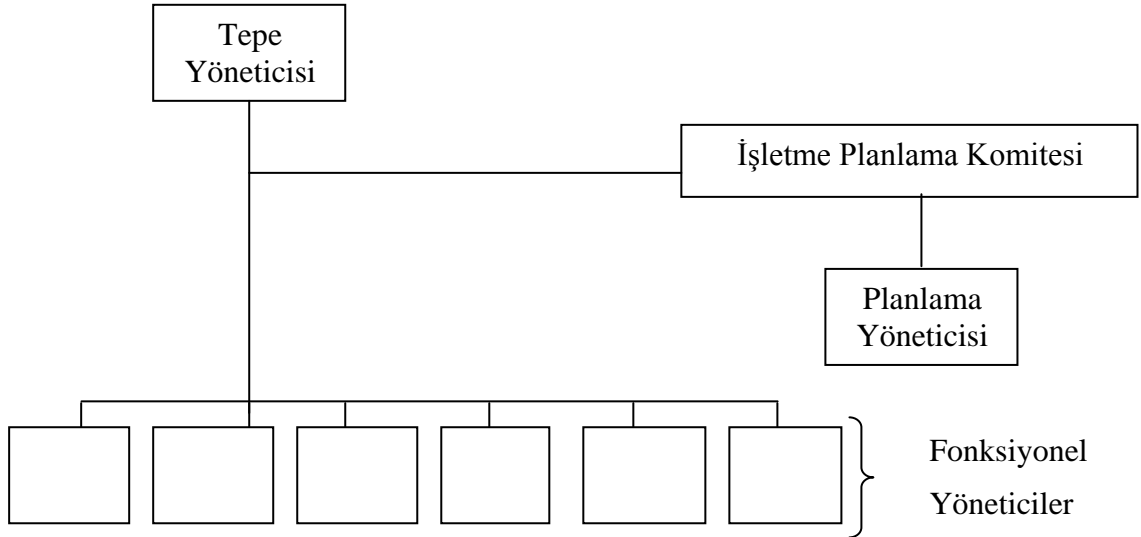 Tepe
Yöneticisi
İşletme Planlama Komitesi
Planlama
Yöneticisi
Fonksiyonel
Yöneticiler